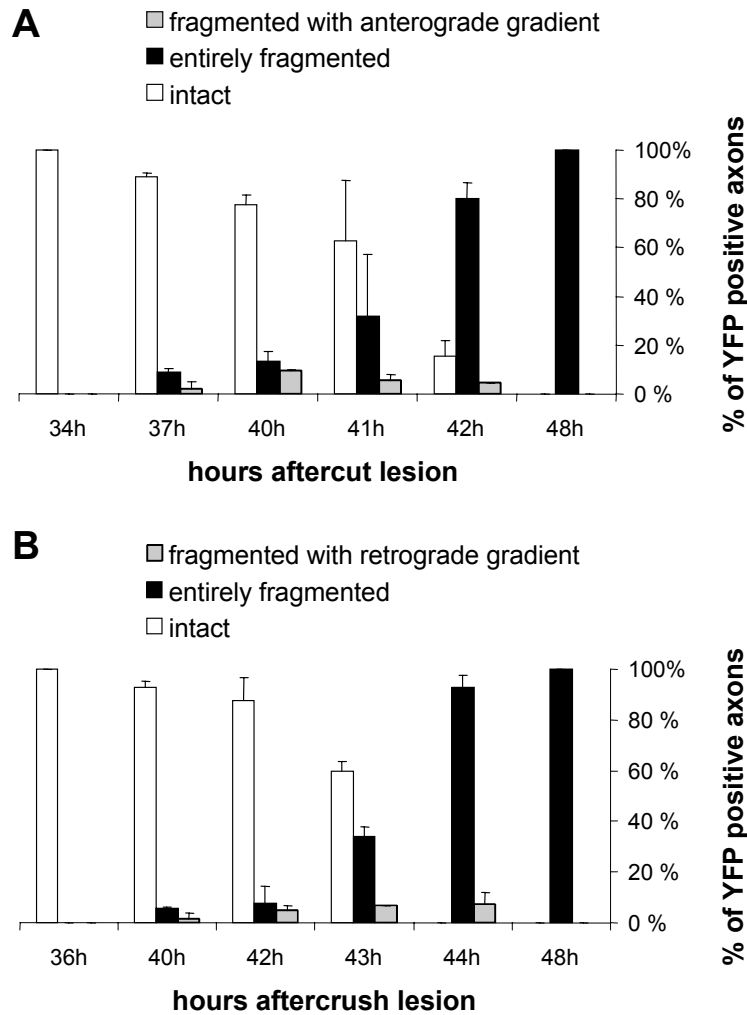 A
fragmented with anterograde gradient
entirely fragmented
intact
100%
80 %
60 %
40 %
20 %
0 %
% of YFP positive axons
34h 37h 40h 41h 42h 48h
hours aftercut lesion
B
fragmented with retrograde gradient
entirely fragmented
intact
100%
80 %
60 %
40 %
20 %
0 %
% of YFP positive axons
36h 40h 42h 43h 44h 48h
hours aftercrush lesion